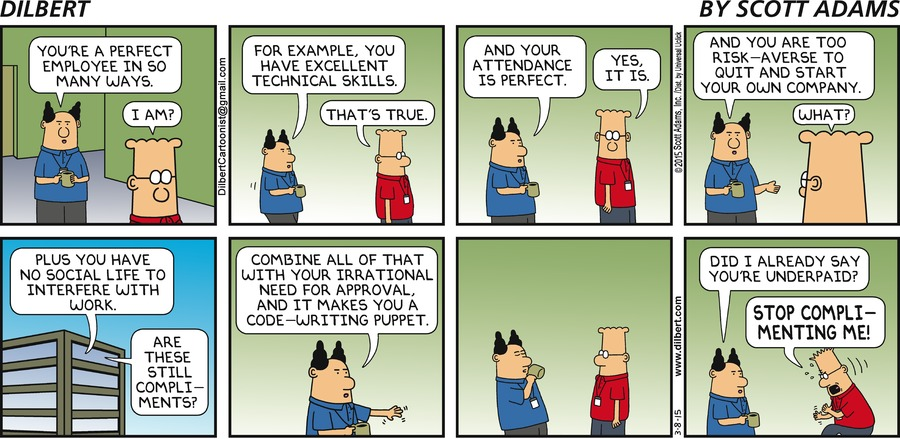 DILBERT
BY SCOTT ADAMS
YOU'RE A PERFECT
EMPLOYEE IN SO
MANY WAYS.
I AM?
DilbertCartoonist@gmail.com
FOR EXAMPLE, YOU
HAVE EXCELLENT
TECHNICAL SKILLS.
THAT'S TRUE.
AND YOUR
ATTENDANCE
IS PERFECT.
YES,
IT IS.
©2015 Scott Adams, Inc. /Dist. by Universal Uclick
AND YOU ARE TOO
RISK-AVERSE TO
QUIT AND START
YOUR OWN COMPANY.
WHAT?
PLUS YOU HAVE
NO SOCIAL LIFE TO
INTERFERE WITH
WORK.
ARE
THESE
STILL
COMPLI-
MENTS?
COMBINE ALL OF THAT
WITH YOUR IRRATIONAL
NEED FOR APPROVAL,
AND IT MAKES YOU A
CODE-WRITING PUPPET.
www.dilbert.com
3-8-15
DID I ALREADY SAY
YOU'RE UNDERPAID?
STOP COMPLI-
MENTING ME!